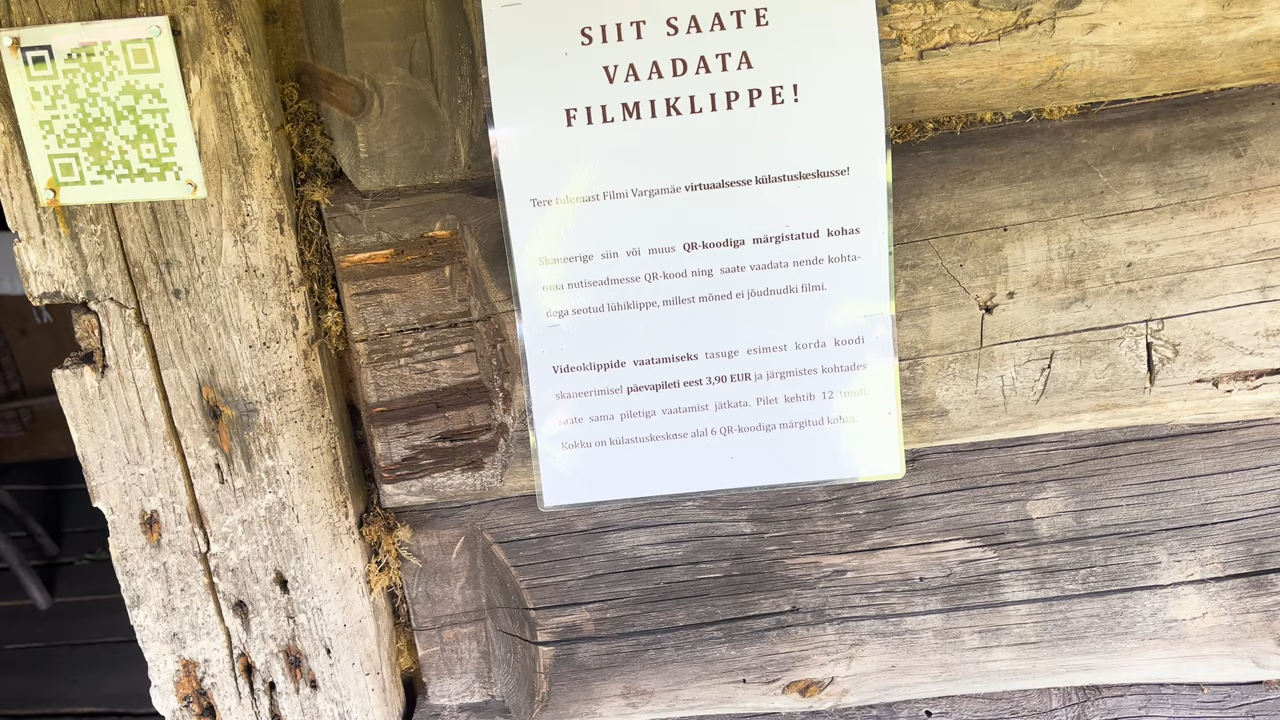 SIIT SAATE
VAADATA
FILMIKLIPPE!
Tere tulemast Filmi Vargamäe virtuaalsesse külastuskeskusse!
Skaneerige siin või muus QR-koodiga märgistatud kohas
oma nutiseadmesse QR-kood ning saate vaadata nende kohta-
dega seotud lühiklippe, millest mõned ei jõudnudki filmi.
Videoklippide vaatamiseks tasuge esimest korda koodi
skaneerimisel päevapileti eest 3,90 EUR ja järgmistes kohtades
saate sama piletiga vaatamist jätkata. Pilet kehtib 12 tundi.
Kokku on külastuskeskuse alal 6 QR-koodiga märgitud kohta.